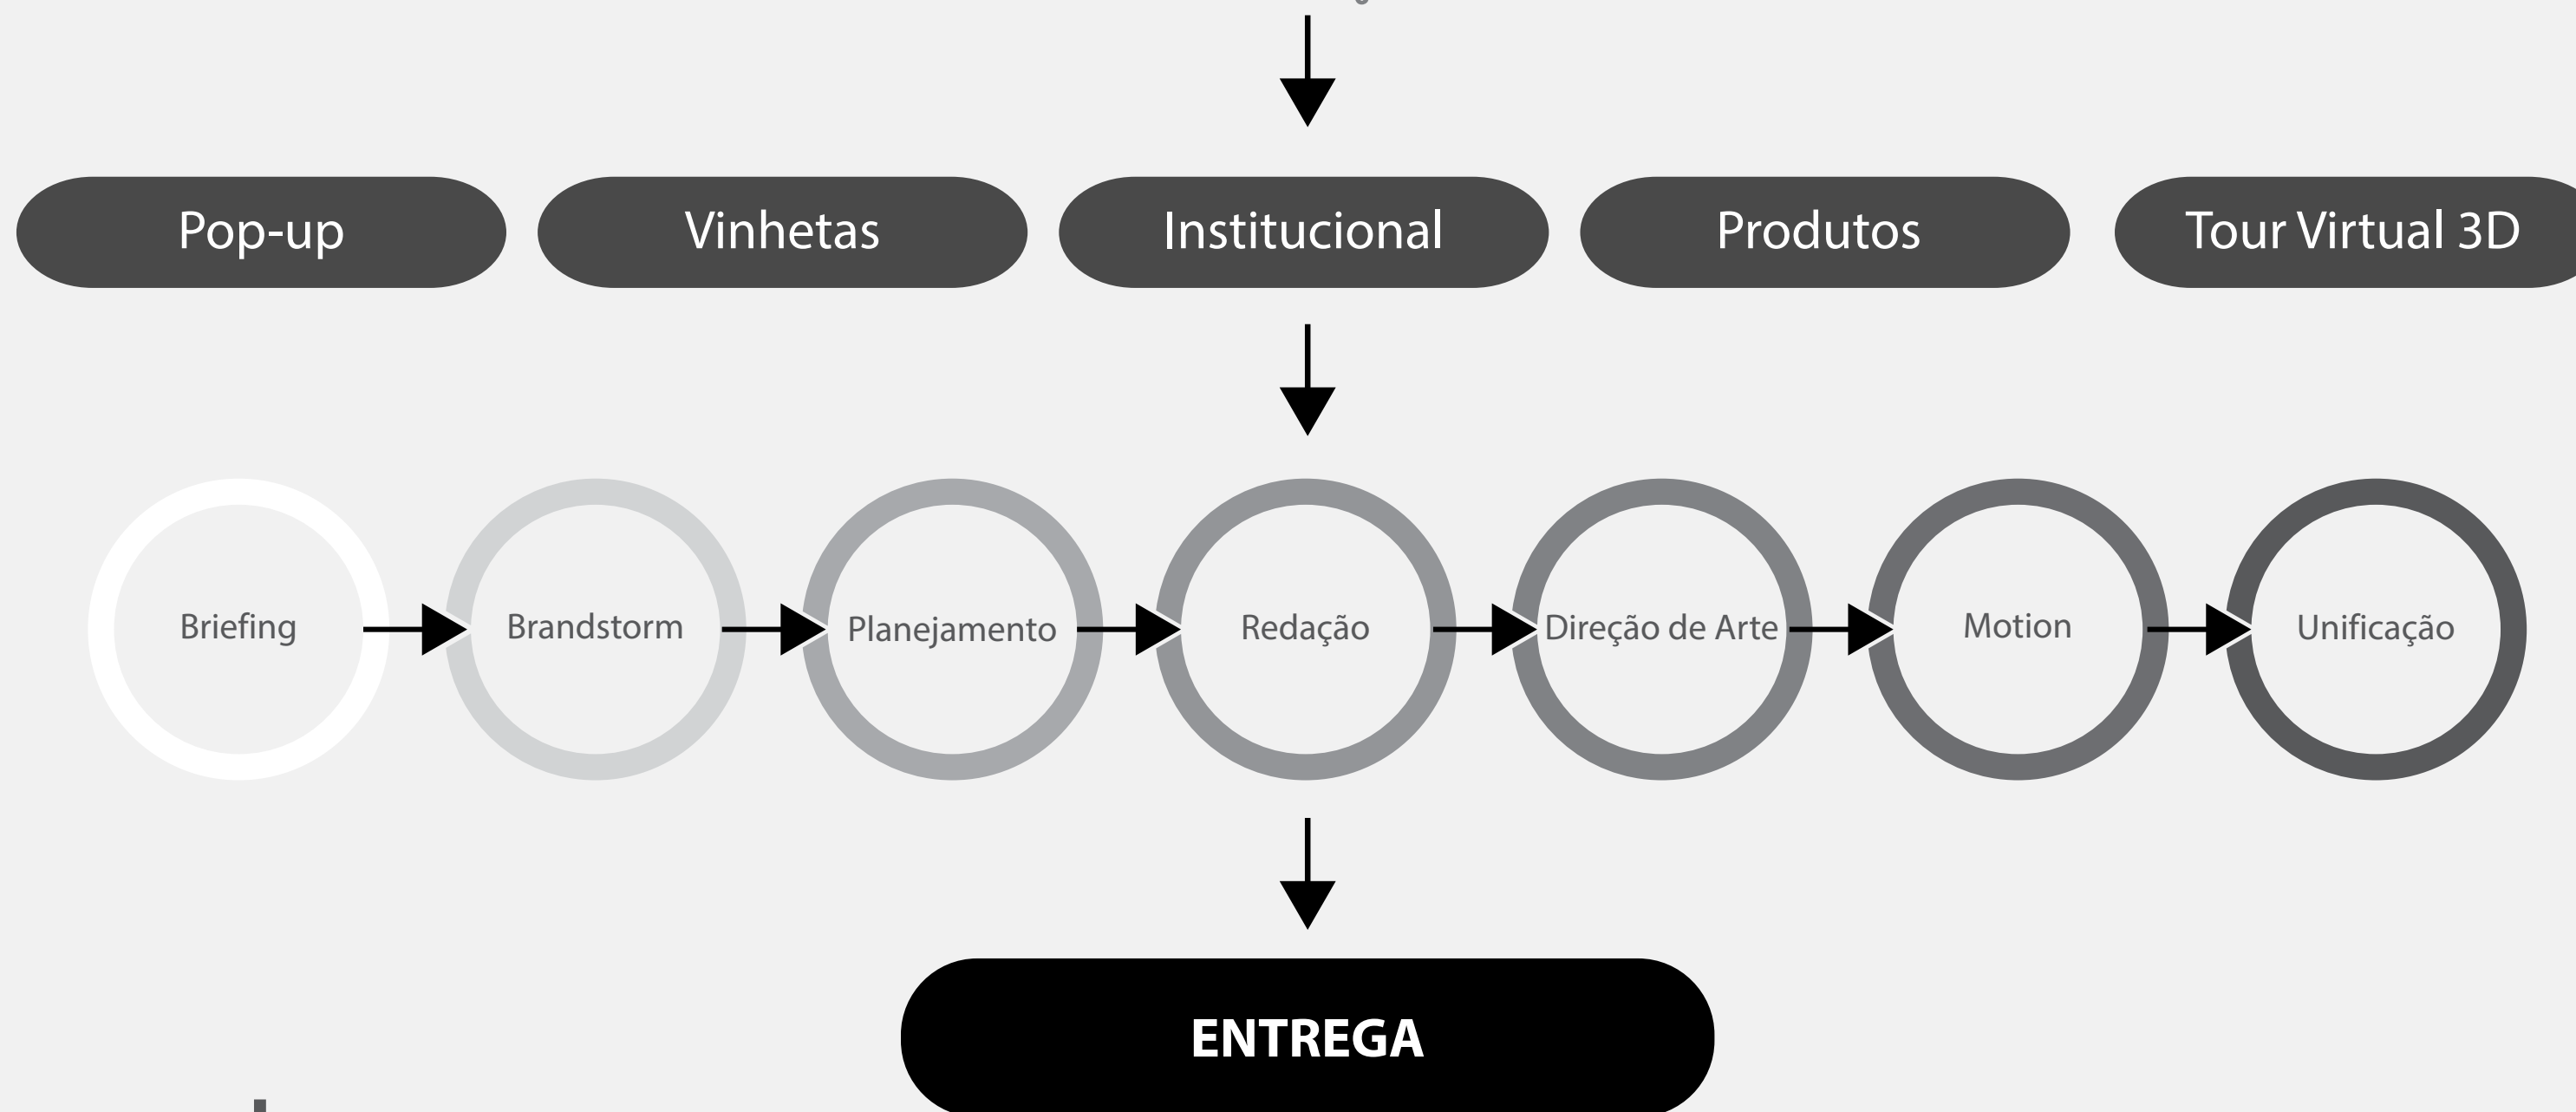 Pop-up
Vinhetas
Institucional
Produtos
Tour Virtual 3D
Briefing
Brandstorm
Planejamento
Redação
Direção de Arte
Motion
Unificação
ENTREGA